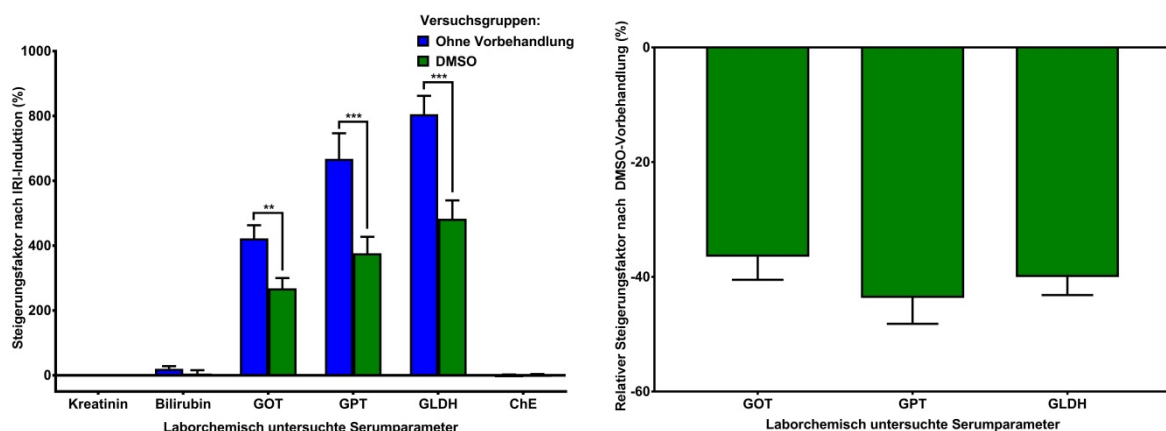 Versuchsgruppen:
Ohne Vorbehandlung
DMSO
Steigerungsfaktor nach IRI-Induktion (%)
1000
800
600
400
200
0
**
***
***
Kreatinin Bilirubin GOT GPT GLDH ChE
Laborchemisch untersuchte Serumparameter
Relativer Steigerungsfaktor nach DMSO-Vorbehandlung (%)
0
-20
-40
-60
GOT GPT GLDH
Laborchemisch untersuchte Serumparameter